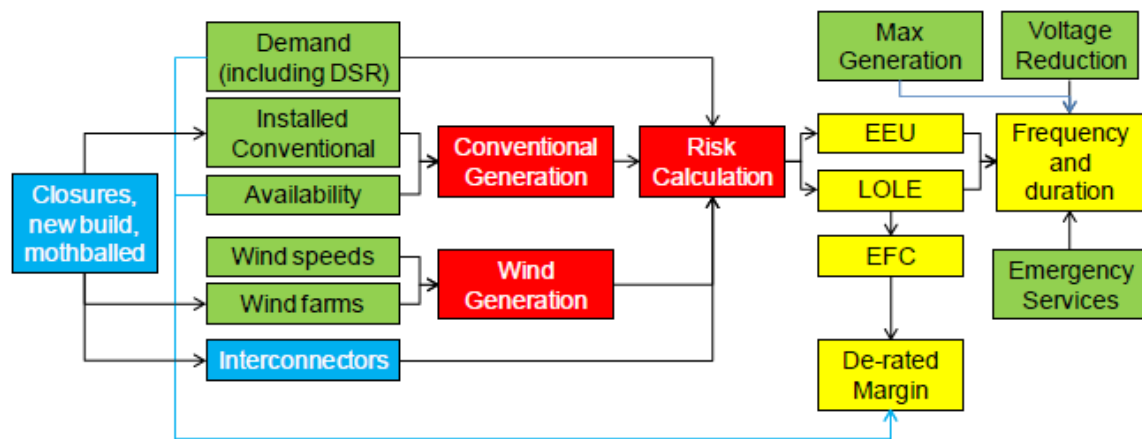 Demand
(including DSR)
Max
Generation
Voltage
Reduction
Installed
Conventional
Availability
Conventional
Generation
Risk
Calculation
EEU
LOLE
Frequency
and
duration
Closures,
new build,
mothballed
Wind speeds
Wind farms
Wind
Generation
EFC
Emergency
Services
Interconnectors
De-rated
Margin